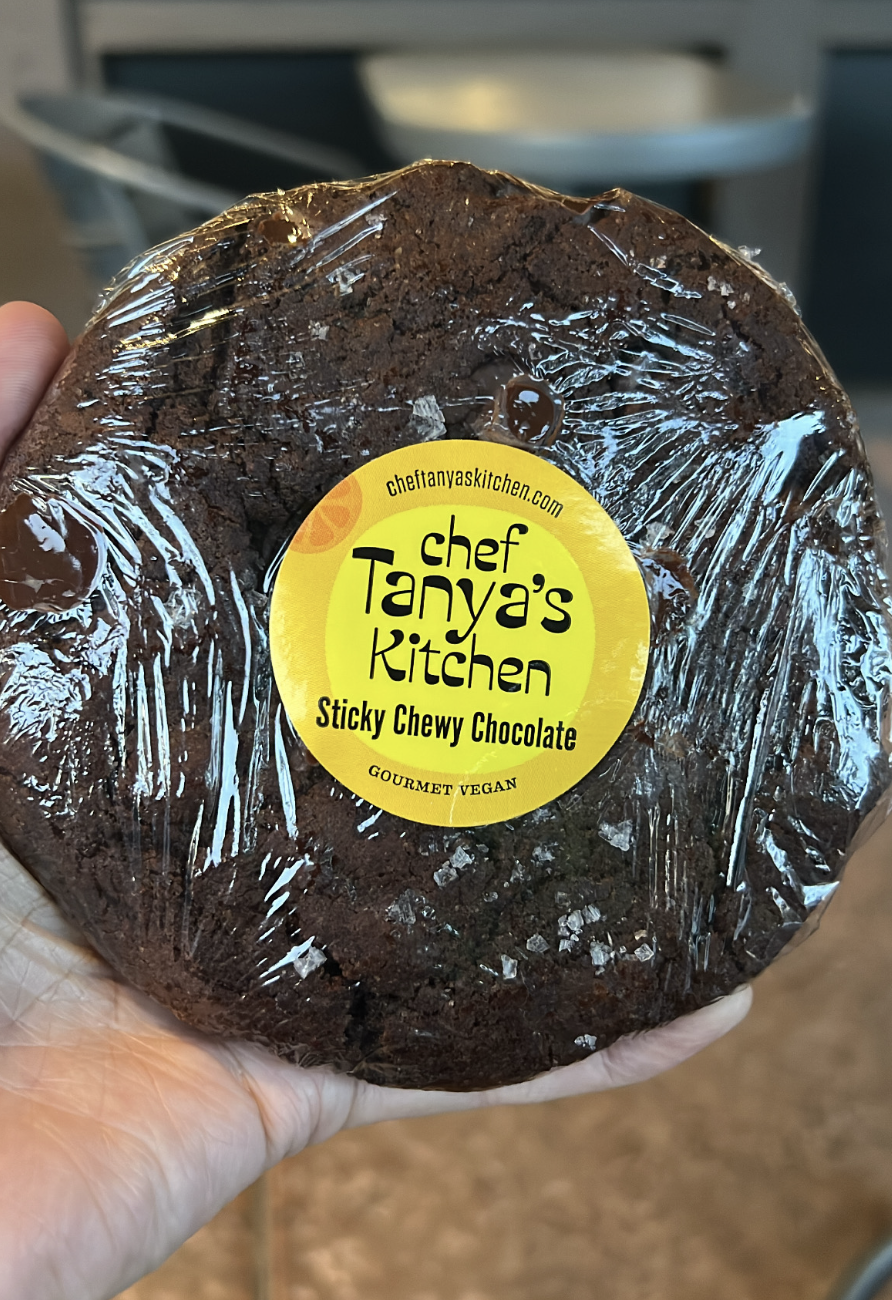 cheftanyaskitchen.com
chef
Tanya's
Kitchen
Sticky Chewy Chocolate
GOURMET VEGAN